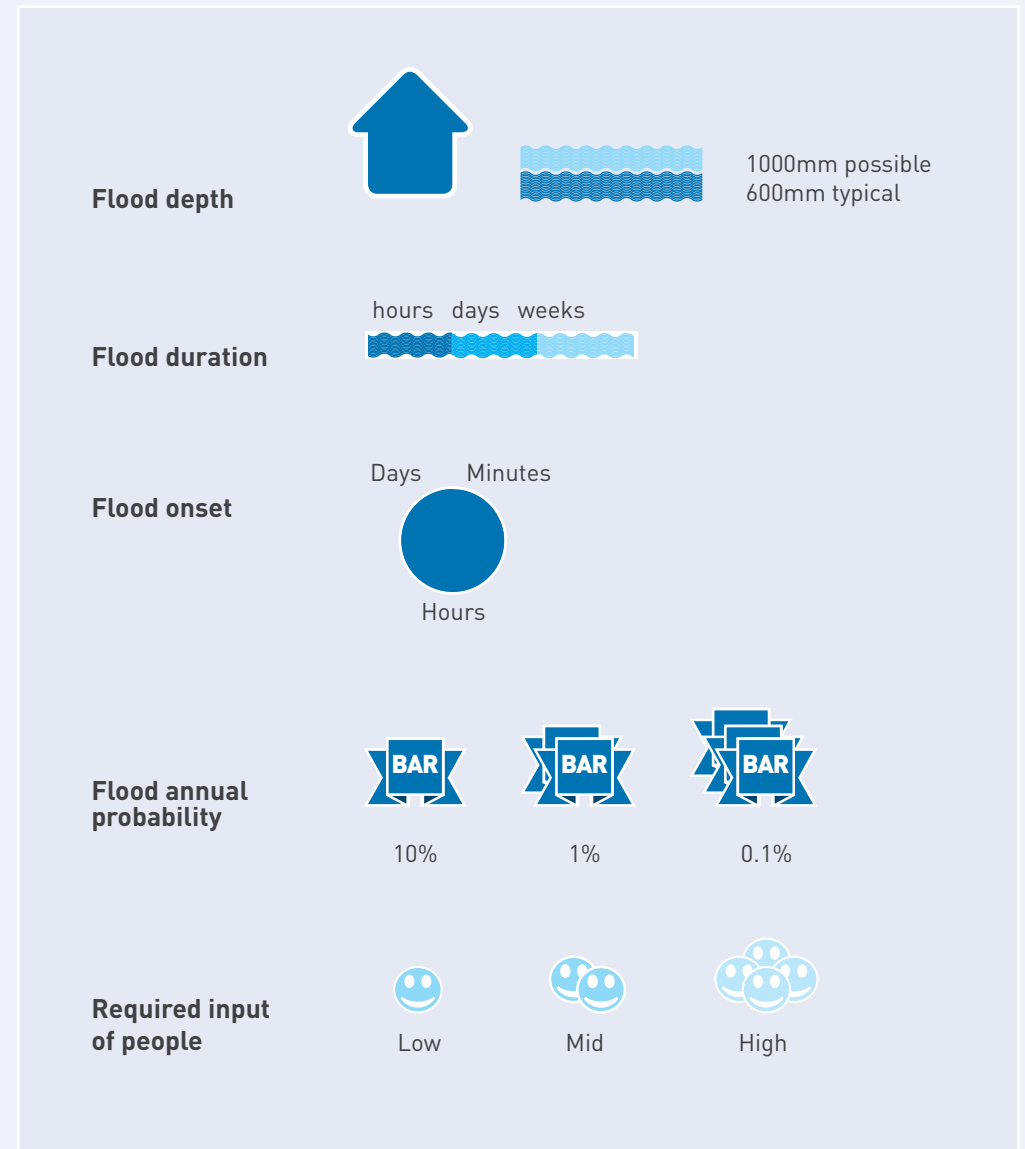 Flood depth
1000mm possible
600mm typical
hours days weeks
Flood duration
Days Minutes
Flood onset
Hours
BAR BAR BAR
Flood annual
probability
10% 1% 0.1%
Required input
of people
Low Mid High